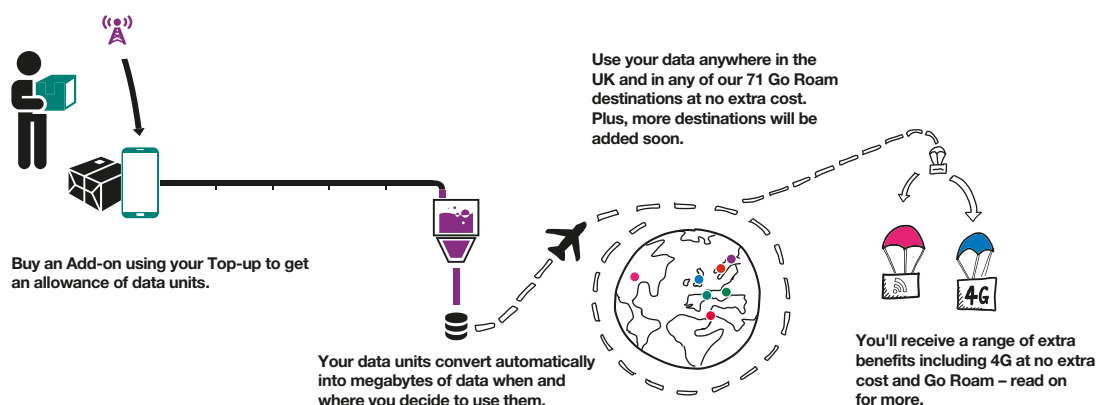 Use your data anywhere in the
UK and in any of our 71 Go Roam
destinations at no extra cost.
Plus, more destinations will be
added soon.
Buy an Add-on using your Top-up to get
an allowance of data units.
4G
Your data units convert automatically
into megabytes of data when and
where you decide to use them.
You'll receive a range of extra
benefits including 4G at no extra
cost and Go Roam – read on
for more.